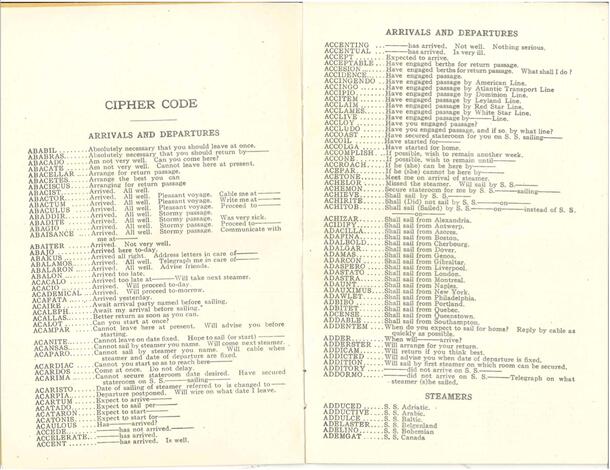 CIPHER CODE
ARRIVALS AND DEPARTURES
ABABIL.....Absolutely necessary that you should leave at once.
ABABRAS....Absolutely necessary that you should return by———
ABACADO....Am not very well. Can you come here?
ABACATE....Am not very well. Cannot leave here at present.
ABACELLAR..Arrange for return passage.
ABACETES...Arrange the best you can
ABACISCUS..Arranging for return passage
ABACIST....Arrived. All well.
ABACTOR....Arrived. All well. Pleasant voyage. Cable me at———
ABACTUM....Arrived. All well. Pleasant voyage. Write me at———
ABACULUS...Arrived. All well. Pleasant voyage. Proceed to———
ABADDIR....Arrived. All well. Stormy passage.
ABADITE....Arrived. All well. Stormy passage. Was very sick.
ABAGIO.....Arrived. All well. Stormy passage. Proceed to———
ABAISANCE..Arrived. All well. Stormy passage. Communicate with
me at———
ABAITER....Arrived. Not very well.
ABAJO......Arrived here to-day.
ABAKUS.....Arrived all right. Address letters in care of———
ABALAMOS...Arrived. All well. Telegraph me in care of———
ABALARON...Arrived. All well. Advise friends.
ABALON.....Arrived too late
ACACALO....Arrived too late at———Will take next steamer.
ACACIO.....Arrived. Will proceed to-day.
ACADEMICAL.Arrived. Will proceed to-morrow.
ACAFATA....Arrived yesterday.
ACAIRE.....Await arrival party named before sailing.
ACALEPH....Await my arrival before sailing.
ACALLAS....Better return as soon as you can.
ACALOT.....Can you start at once?
ACAMPAR....Cannot leave here at present. Will advise you before
starting.
ACANITE....Cannot leave on date fixed. Hope to sail (or start)———
ACANSAS....Cannot sail by steamer you name. Will sail———
ACAPARO....Cannot sail by steamer you name. Will cable when
steamer and date of departure are fixed.
ACARDIAC...Cannot you start so as to reach here———
ACARDOS....Come at once. Do not delay.
ACARIMA....Cannot secure stateroom date desired. Have secured
stateroom on S. S.———sailing———
ACARISTO...Date of sailing of steamer referred to is changed to———
ACARPIA....Departure postponed. Will write on what date I leave.
ACARTUM....Expect to arrive———
ACATADO....Expect to sail per———
ACATARON...Expect to start———
ACATONIS...Expect to start for———
ACAULOUS...Has———arrived?
ACCEDE.....———has not arrived.
ACCELERATE.———has arrived.
ACCENT.....———has arrived. Is well.
ARRIVALS AND DEPARTURES
ACCENTING...———has arrived. Not well. Nothing serious.
ACCENTUAL...———has arrived. Is very ill.
ACCEPT......Expected to arrive.
ACCEPTABLE..Have engaged berths for return passage.
ACCESION....Have engaged berths for return passage. What shall I do?
ACCIDENCE...Have engaged passage.
ACCINGENDO..Have engaged passage by American Line.
ACCINGO.....Have engaged passage by Atlantic Transport Line
ACCIPIO.....Have engaged passage by Dominion Line.
ACCITEM.....Have engaged passage by Leyland Line.
ACCLAIM.....Have engaged passage by Red Star Line.
ACCLAMES....Have engaged passage by White Star Line.
ACCLIVE.....Have engaged passage by———Line.
ACCLOY......Have you engaged passage?
ACCLUDO.....Have you engaged passage, and if so, by what line?
ACCOAST.....Have secured stateroom for you on S. S. sailing———
ACCOIL......Have started for———
ACCOLGA.....Have started for home.
ACCOMPLISH..If possible, wish to remain another week.
ACCONE......If possible, wish to remain until———
ACCROACH....If he (she) can be here by———
ACEPAR......If he (she) cannot be here by———
ACETONE.....Meet me on arrival of steamer.
ACHELOR.....Missed the steamer. Will sail by S. S.———
ACHEMON.....Secure stateroom for me by S. S.———sailing———
ACHIEVE.....Shall sail by S. S.———
ACHIRITE....Shall (Did) not sail by S. S.———on———
ACHITOB.....Shall sail (Sailed) by S. S.———instead of S. S.
———on———
ACHIZAR.....Shall sail from Alexandria.
ACIDIPY.....Shall sail from Antwerp.
ADACILLA....Shall sail from Azores.
ADAPINA.....Shall sail from Boston.
ADALBOLD....Shall sail from Cherbourg.
ADALGAR.....Shall sail from Dover.
ADAMAS......Shall sail from Genoa.
ADARCON.....Shall sail from Gibraltar.
ADASPERO....Shall sail from Liverpool.
ADASTATO....Shall sail from London.
ADASTRA.....Shall sail from Montreal.
ADAUNT......Shall sail from Naples.
ADAUXIMUS...Shall sail from New York.
ADAWLET.....Shall sail from Philadelphia.
ADBIBO......Shall sail from Portland.
ADBITET.....Shall sail from Quebec.
ADCENSE.....Shall sail from Queenstown.
ADDABLE.....Shall sail from Southampton.
ADDENTEM....When do you expect to sail for home? Reply by cable as
quickly as possible.
ADDER.......When will———arrive?
ADDERSTER...Will arrange for your return.
ADDICAM.....Will return if you think best.
ADDICTED....Will advise you when date of departure is fixed.
ADDITION....Will sail by first steamer on which room can be secured.
ADDITORY....———did not arrive on S. S.———
ADDORMO.....———did not arrive on S. S.———Telegraph on what
steamer (s)he sailed.
STEAMERS
ADDUCED.....S. S. Adriatic.
ADDUCTIVE...S. S. Arabic.
ADDULCE.....S. S. Baltic.
ADELASTER...S. S. Belgenland
ADELINO.....S. S. Bohemian
ADEMGAT.....S. S. Canada